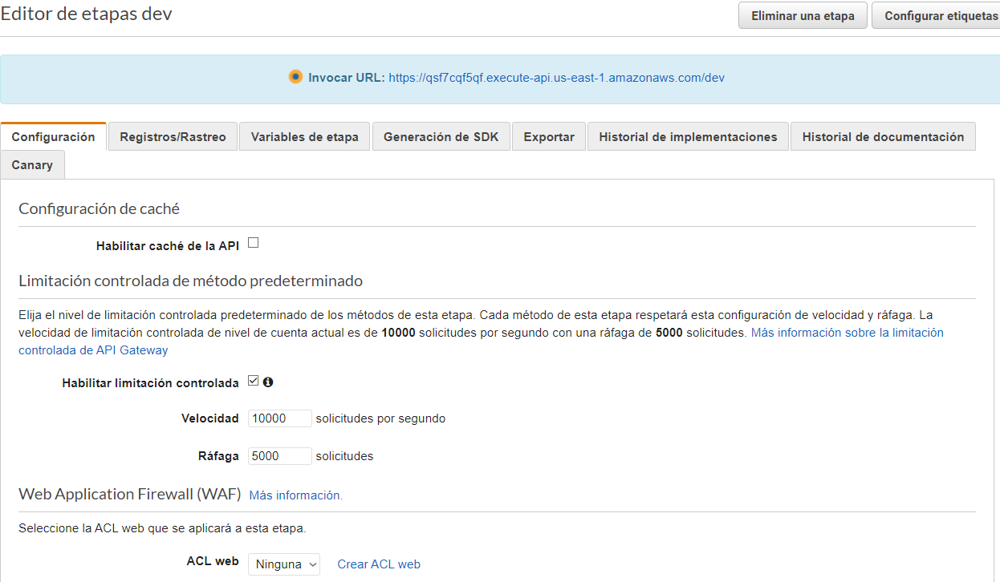 Editor de etapas dev
Eliminar una etapa
Configurar etiquetas
Invocar URL: https://qsf7cqf5qf.execute-api.us-east-1.amazonaws.com/dev
Configuración
Registros/Rastreo
Variables de etapa
Generación de SDK
Exportar
Historial de implementaciones
Historial de documentación
Canary
Configuración de caché
Habilitar caché de la API
Limitación controlada de método predeterminado
Elija el nivel de limitación controlada predeterminado de los métodos de esta etapa. Cada método de esta etapa respetará esta configuración de velocidad y ráfaga. La
velocidad de limitación controlada de nivel de cuenta actual es de 10000 solicitudes por segundo con una ráfaga de 5000 solicitudes. Más información sobre la limitación
controlada de API Gateway
Habilitar limitación controlada
Velocidad 10000 solicitudes por segundo
Ráfaga 5000 solicitudes
Web Application Firewall (WAF) Más información.
Seleccione la ACL web que se aplicará a esta etapa.
ACL web Ninguna Crear ACL web